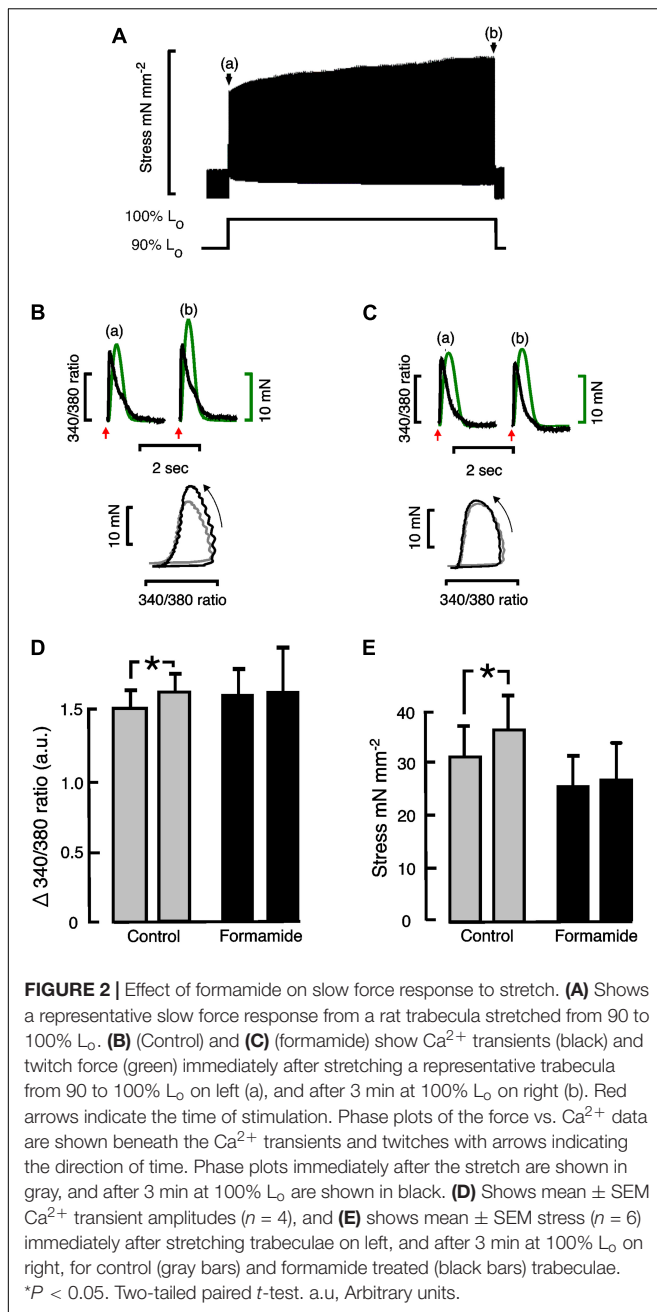 A
(a)
(b)
Stress mN mm-2
100% Lo
90% Lo
B
(a)
(b)
340/380 ratio
10 mN
2 sec
10 mN
340/380 ratio
C
(a)
(b)
340/380 ratio
10 mN
2 sec
10 mN
340/380 ratio
D
*
Δ 340/380 ratio (a.u.)
1.5
1.0
0.5
0
Control
Formamide
E
*
Stress mN mm-2
40
30
20
10
0
Control
Formamide
FIGURE 2 | Effect of formamide on slow force response to stretch. (A) Shows
a representative slow force response from a rat trabecula stretched from 90 to
100% Lo. (B) (Control) and (C) (formamide) show Ca2+ transients (black) and
twitch force (green) immediately after stretching a representative trabecula
from 90 to 100% Lo on left (a), and after 3 min at 100% Lo on right (b). Red
arrows indicate the time of stimulation. Phase plots of the force vs. Ca2+ data
are shown beneath the Ca2+ transients and twitches with arrows indicating
the direction of time. Phase plots immediately after the stretch are shown in
gray, and after 3 min at 100% Lo are shown in black. (D) Shows mean ± SEM
Ca2+ transient amplitudes (n = 4), and (E) shows mean ± SEM stress (n = 6)
immediately after stretching trabeculae on left, and after 3 min at 100% Lo on
right, for control (gray bars) and formamide treated (black bars) trabeculae.
*P < 0.05. Two-tailed paired t-test. a.u, Arbitrary units.